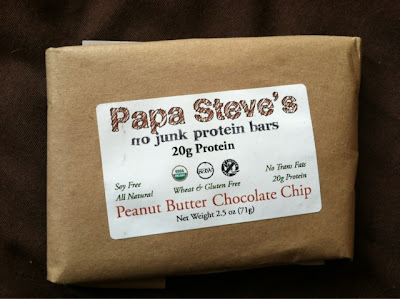 Papa Steve's
no junk protein bars
20g Protein
Soy Free
No Trans Fats
All Natural
Wheat & Gluten Free
20g Protein
Peanut Butter Chocolate Chip
Net Weight 2.5 oz (71g)